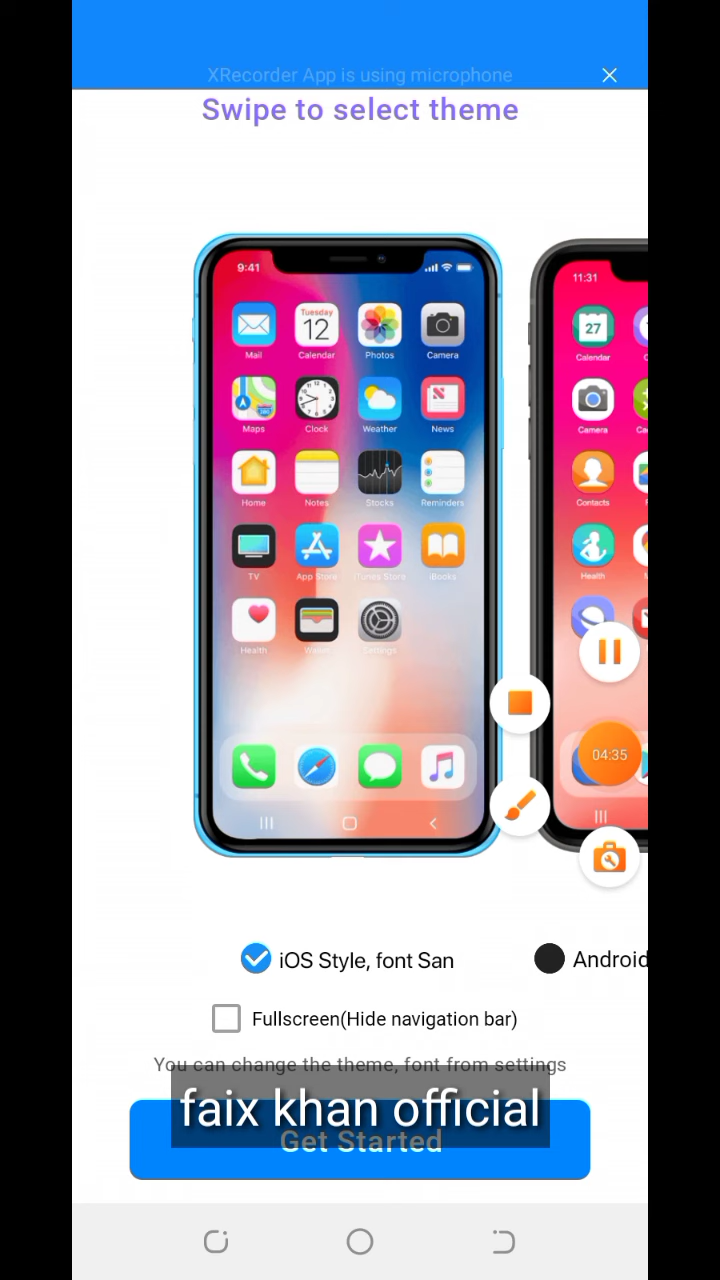 XRecorder App is using microphone
Swipe to select theme
9:41
11:31
Tuesday
12
27
Mail
Calendar
Photos
Camera
Calendar
Maps
Clock
Weather
News
Camera
Home
Notes
Stocks
Reminders
Contacts
TV
App Store
iTunes Store
iBooks
Health
Health
Wallet
Settings
04:35
iOS Style, font San
Android
Fullscreen(Hide navigation bar)
You can change the theme, font from settings
faix khan official
Get Started